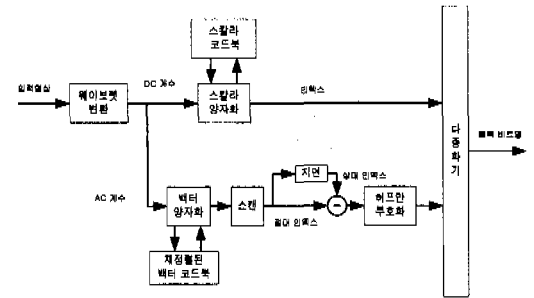 스칼라
코드북
입력영상
웨이브렛
변환
DC 계수
스칼라
양자화
인덱스
다중화기
출력 비트열
AC 계수
벡터
양자화
스캔
지연
상대 인덱스
절대 인덱스
허프만
부호화
재정렬된
벡터 코드북